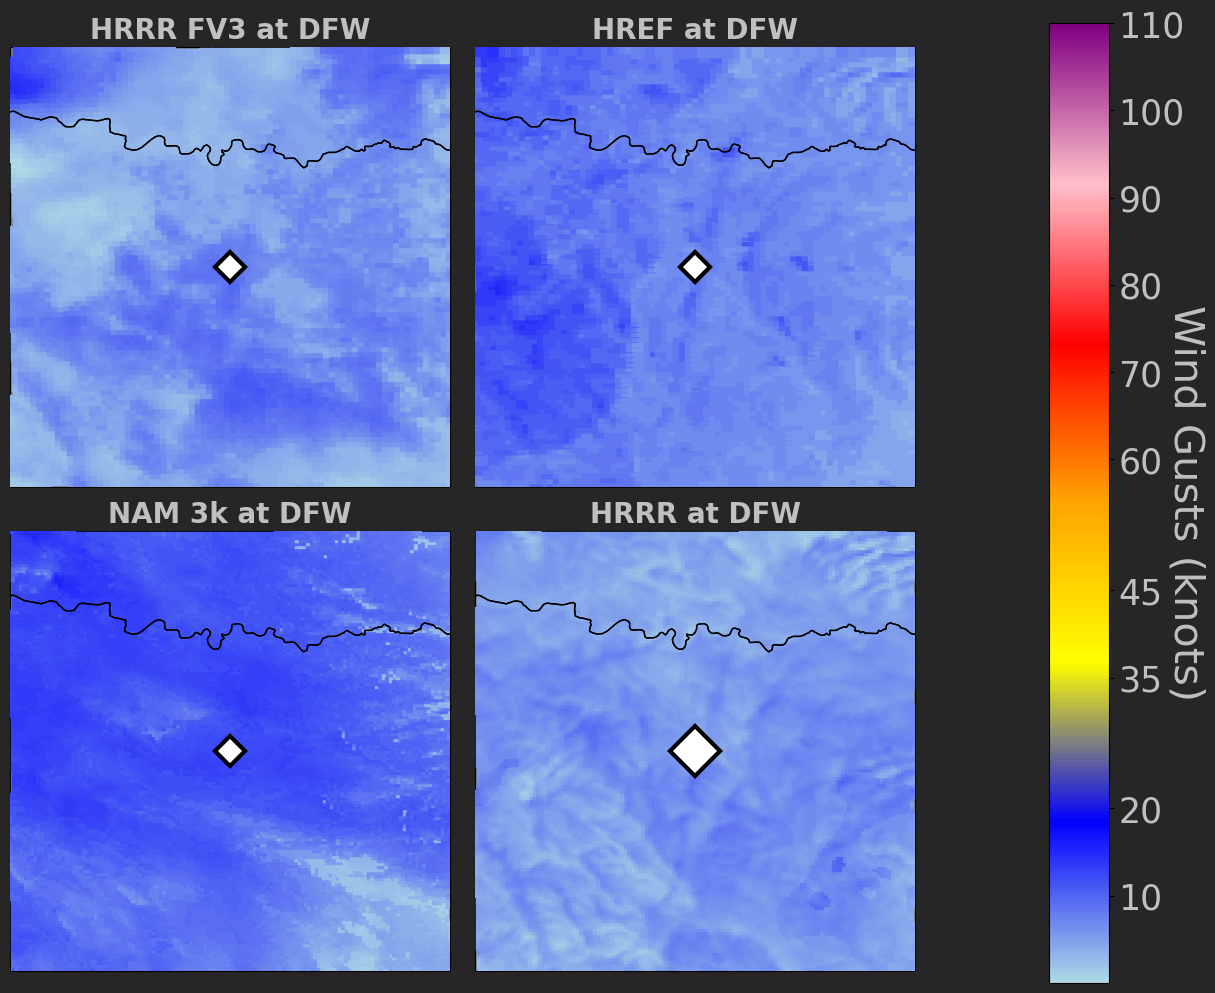 HRRR FV3 at DFW
HREF at DFW
NAM 3k at DFW
HRRR at DFW
110
100
90
80
70
60
45
35
20
10
Wind Gusts (knots)